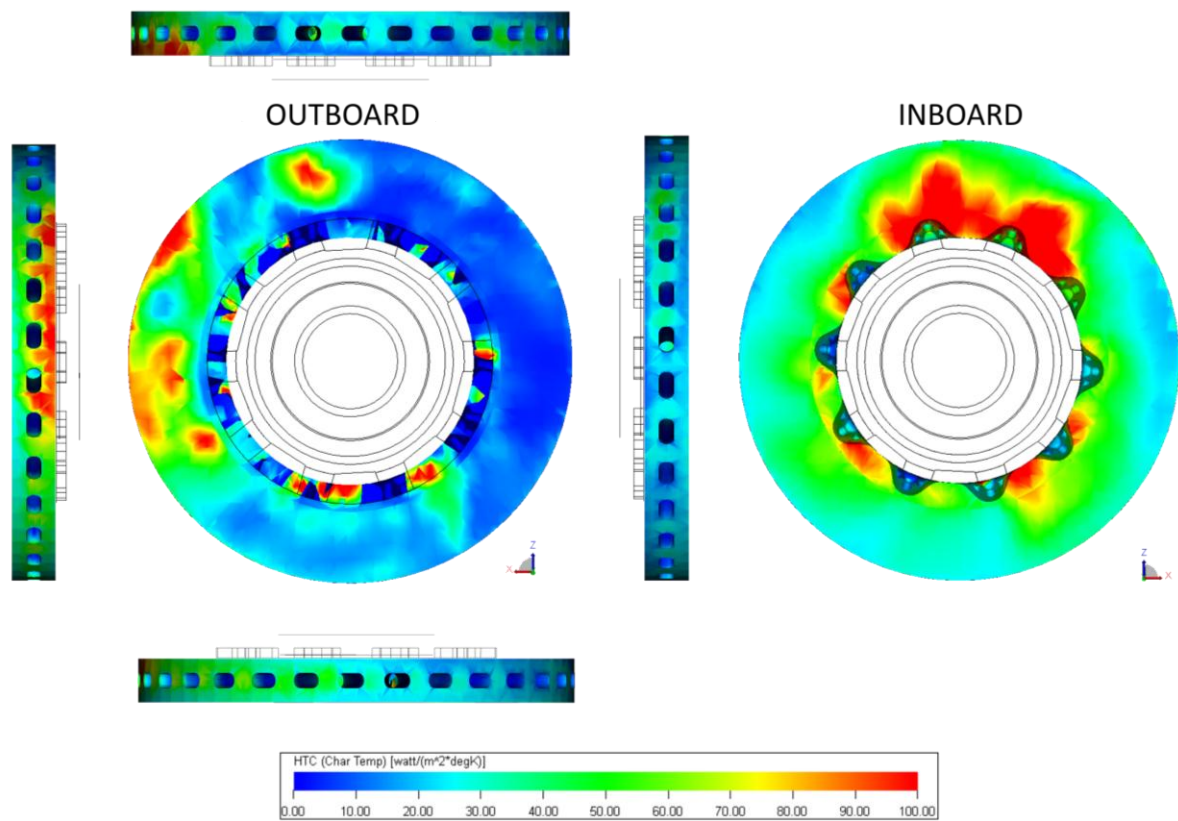 OUTBOARD
INBOARD
Z
X
Z
X
HTC (Char Temp) [watt/(m^2*degK)]
0.00 10.00 20.00 30.00 40.00 50.00 60.00 70.00 80.00 90.00 100.00